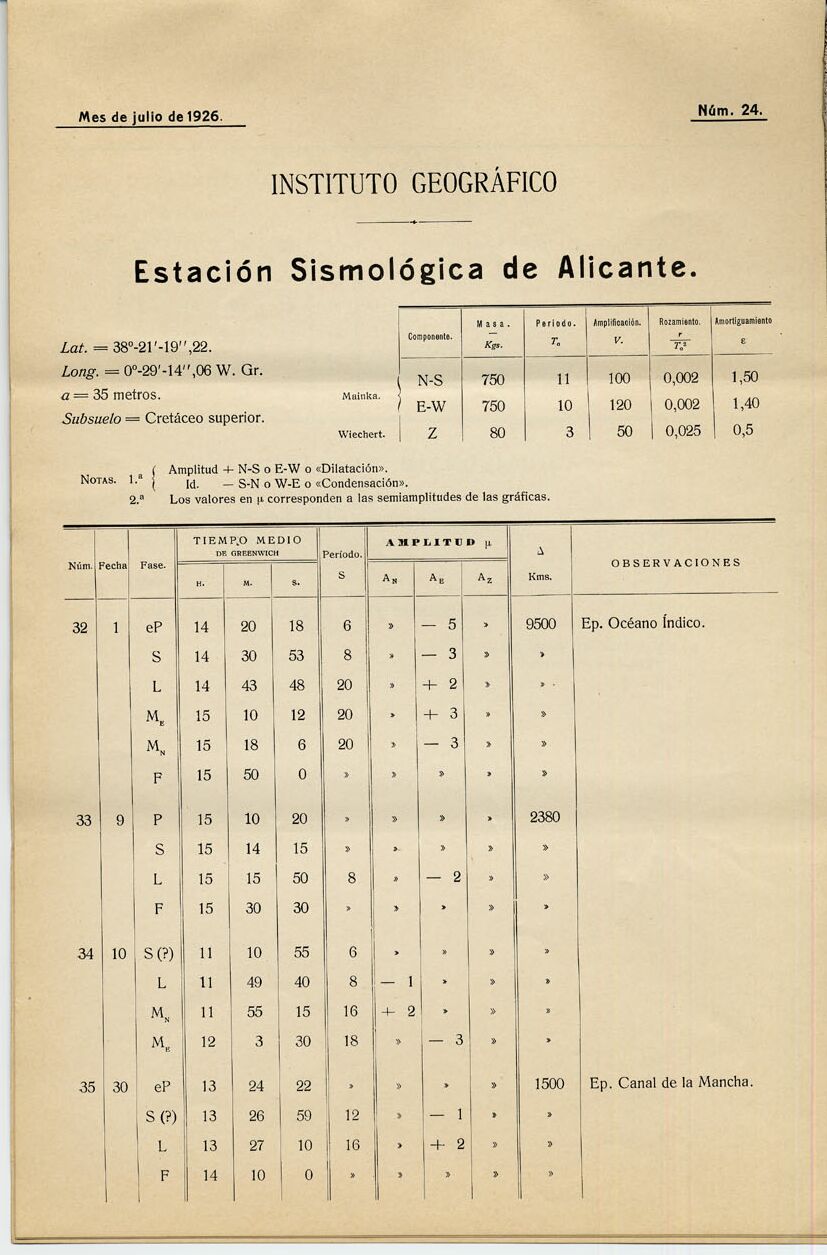 Mes de julio de 1926.
Núm. 24.
INSTITUTO GEOGRÁFICO
Estación Sismológica de Alicante.
Lat. = 38º-21'-19'',22.
Long. = 0º-29'-14'',06 W. Gr.
a = 35 metros.
Subsuelo = Cretáceo superior.
Componente. Masa. — Kgs. Período. T₀ Amplificación. V. Rozamiento. r/T₀² Amortiguamiento ε
Mainka. { N-S 750 11 100 0,002 1,50
E-W 750 10 120 0,002 1,40
Wiechert. Z 80 3 50 0,025 0,5
NOTAS. 1.ª { Amplitud + N-S o E-W o «Dilatación».
Id. — S-N o W-E o «Condensación».
2.ª Los valores en µ corresponden a las semiamplitudes de las gráficas.
Núm. Fecha Fase. TIEMPO MEDIO DE GREENWICH H. M. S. Período. S AMPLITUD µ A_N A_E A_Z Δ Kms. OBSERVACIONES
32 1 eP 14 20 18 6 » — 5 » 9500 Ep. Océano Índico.
S 14 30 53 8 » — 3 » »
L 14 43 48 20 » + 2 » »
M_E 15 10 12 20 » + 3 » »
M_N 15 18 6 20 » — 3 » »
F 15 50 0 » » » » »
33 9 P 15 10 20 » » » » 2380
S 15 14 15 » » » » »
L 15 15 50 8 » — 2 » »
F 15 30 30 » » » » »
34 10 S (?) 11 10 55 6 » » » »
L 11 49 40 8 — 1 » » »
M_N 11 55 15 16 + 2 » » »
M_E 12 3 30 18 » — 3 » »
35 30 eP 13 24 22 » » » » 1500 Ep. Canal de la Mancha.
S (?) 13 26 59 12 » — 1 » »
L 13 27 10 16 » + 2 » »
F 14 10 0 » » » » »